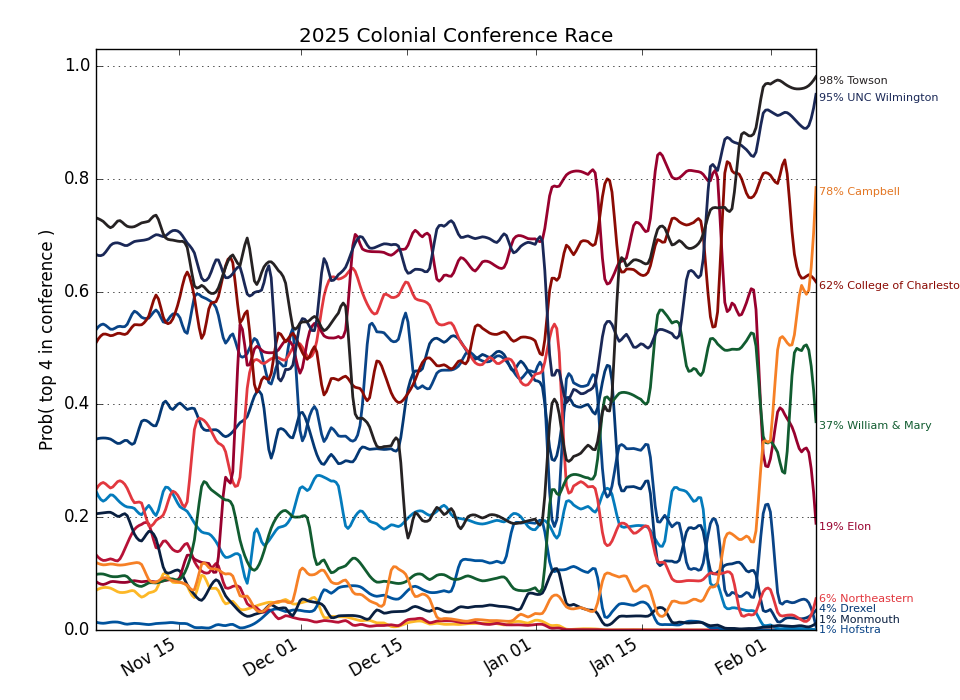 2025 Colonial Conference Race
Prob( top 4 in conference )
1.0
0.8
0.6
0.4
0.2
0.0
Nov 15
Dec 01
Dec 15
Jan 01
Jan 15
Feb 01
98% Towson
95% UNC Wilmington
78% Campbell
62% College of Charlesto
37% William & Mary
19% Elon
6% Northeastern
4% Drexel
1% Monmouth
1% Hofstra